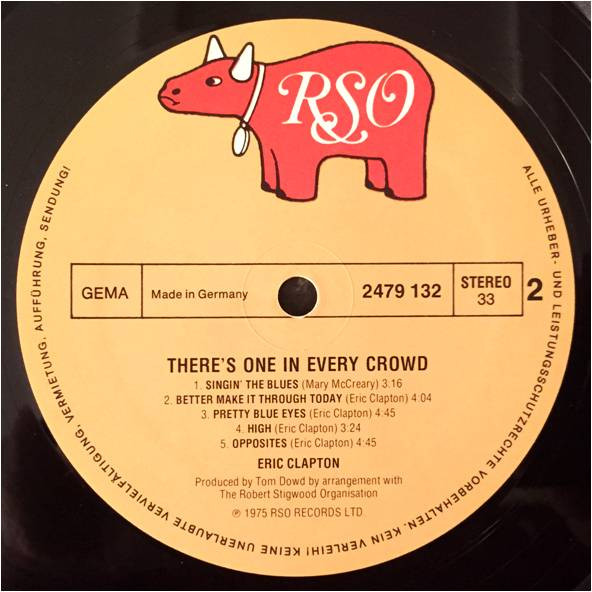 RSO
GEMA
Made in Germany
2479 132
STEREO
33
2
THERE'S ONE IN EVERY CROWD
1. SINGIN' THE BLUES (Mary McCreary) 3.16
2. BETTER MAKE IT THROUGH TODAY (Eric Clapton) 4:04
3. PRETTY BLUE EYES (Eric Clapton) 4:45
4. HIGH (Eric Clapton) 3:24
5. OPPOSITES (Eric Clapton) 4:45
ERIC CLAPTON
Produced by Tom Dowd by arrangement with
The Robert Stigwood Organisation
℗ 1975 RSO RECORDS LTD.
ALLE URHEBER- UND LEISTUNGSSCHUTZRECHTE VORBEHALTEN. KEIN VERLEIH! KEINE UNERLAUBTE VERVIELFÄLTIGUNG, VERMIETUNG, AUFFÜHRUNG, SENDUNG!